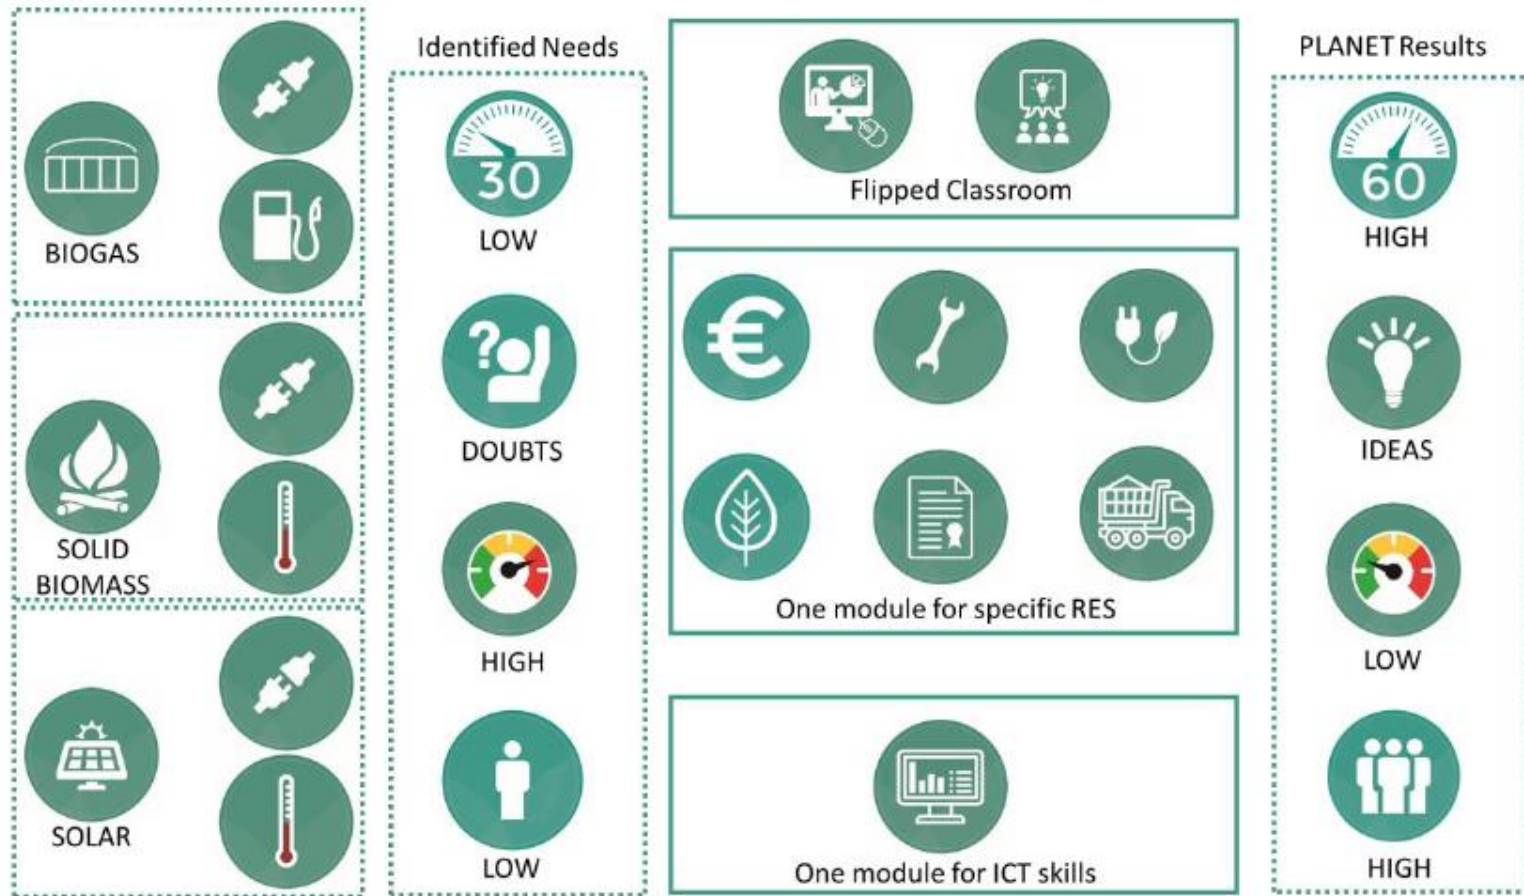 BIOGAS
SOLID
BIOMASS
SOLAR
Identified Needs
30
LOW
?
DOUBTS
HIGH
LOW
Flipped Classroom
€
One module for specific RES
One module for ICT skills
PLANET Results
60
HIGH
IDEAS
LOW
HIGH